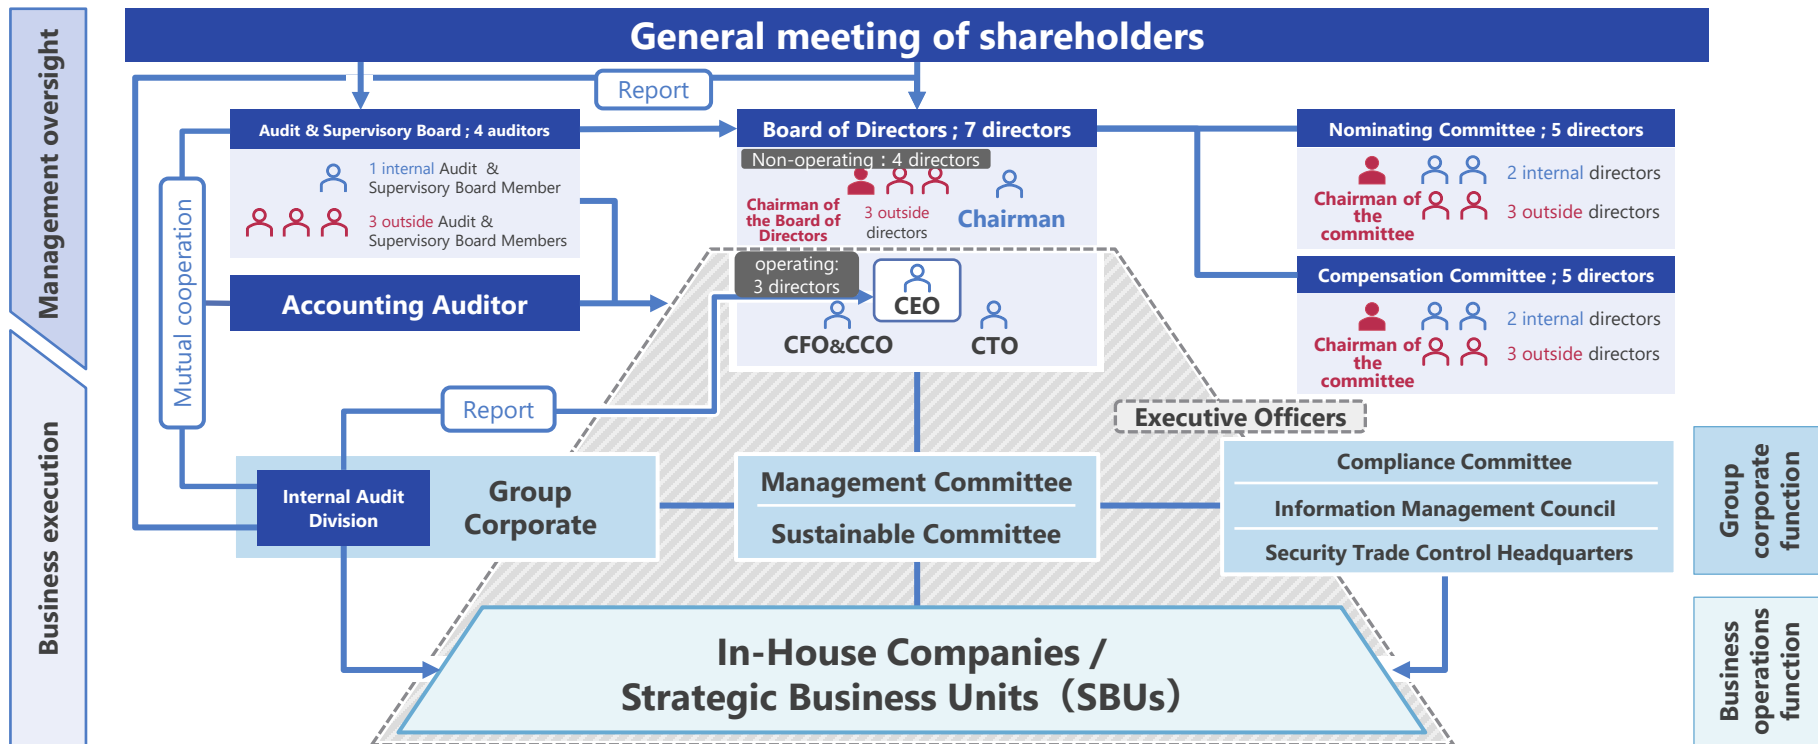 Management oversight
Business execution
General meeting of shareholders
Report
Audit & Supervisory Board ; 4 auditors
1 internal Audit &
Supervisory Board Member
3 outside Audit &
Supervisory Board Members
Mutual cooperation
Accounting Auditor
Board of Directors ; 7 directors
Non-operating : 4 directors
Chairman of
the Board of
Directors
3 outside
directors
Chairman
operating:
3 directors
CEO
CFO&CCO
CTO
Nominating Committee ; 5 directors
2 internal directors
Chairman of
the
committee
3 outside directors
Compensation Committee ; 5 directors
2 internal directors
Chairman of
the
committee
3 outside directors
Report
Executive Officers
Internal Audit
Division
Group
Corporate
Management Committee
Sustainable Committee
Compliance Committee
Information Management Council
Security Trade Control Headquarters
Group
corporate
function
In-House Companies /
Strategic Business Units（SBUs）
Business
operations
function